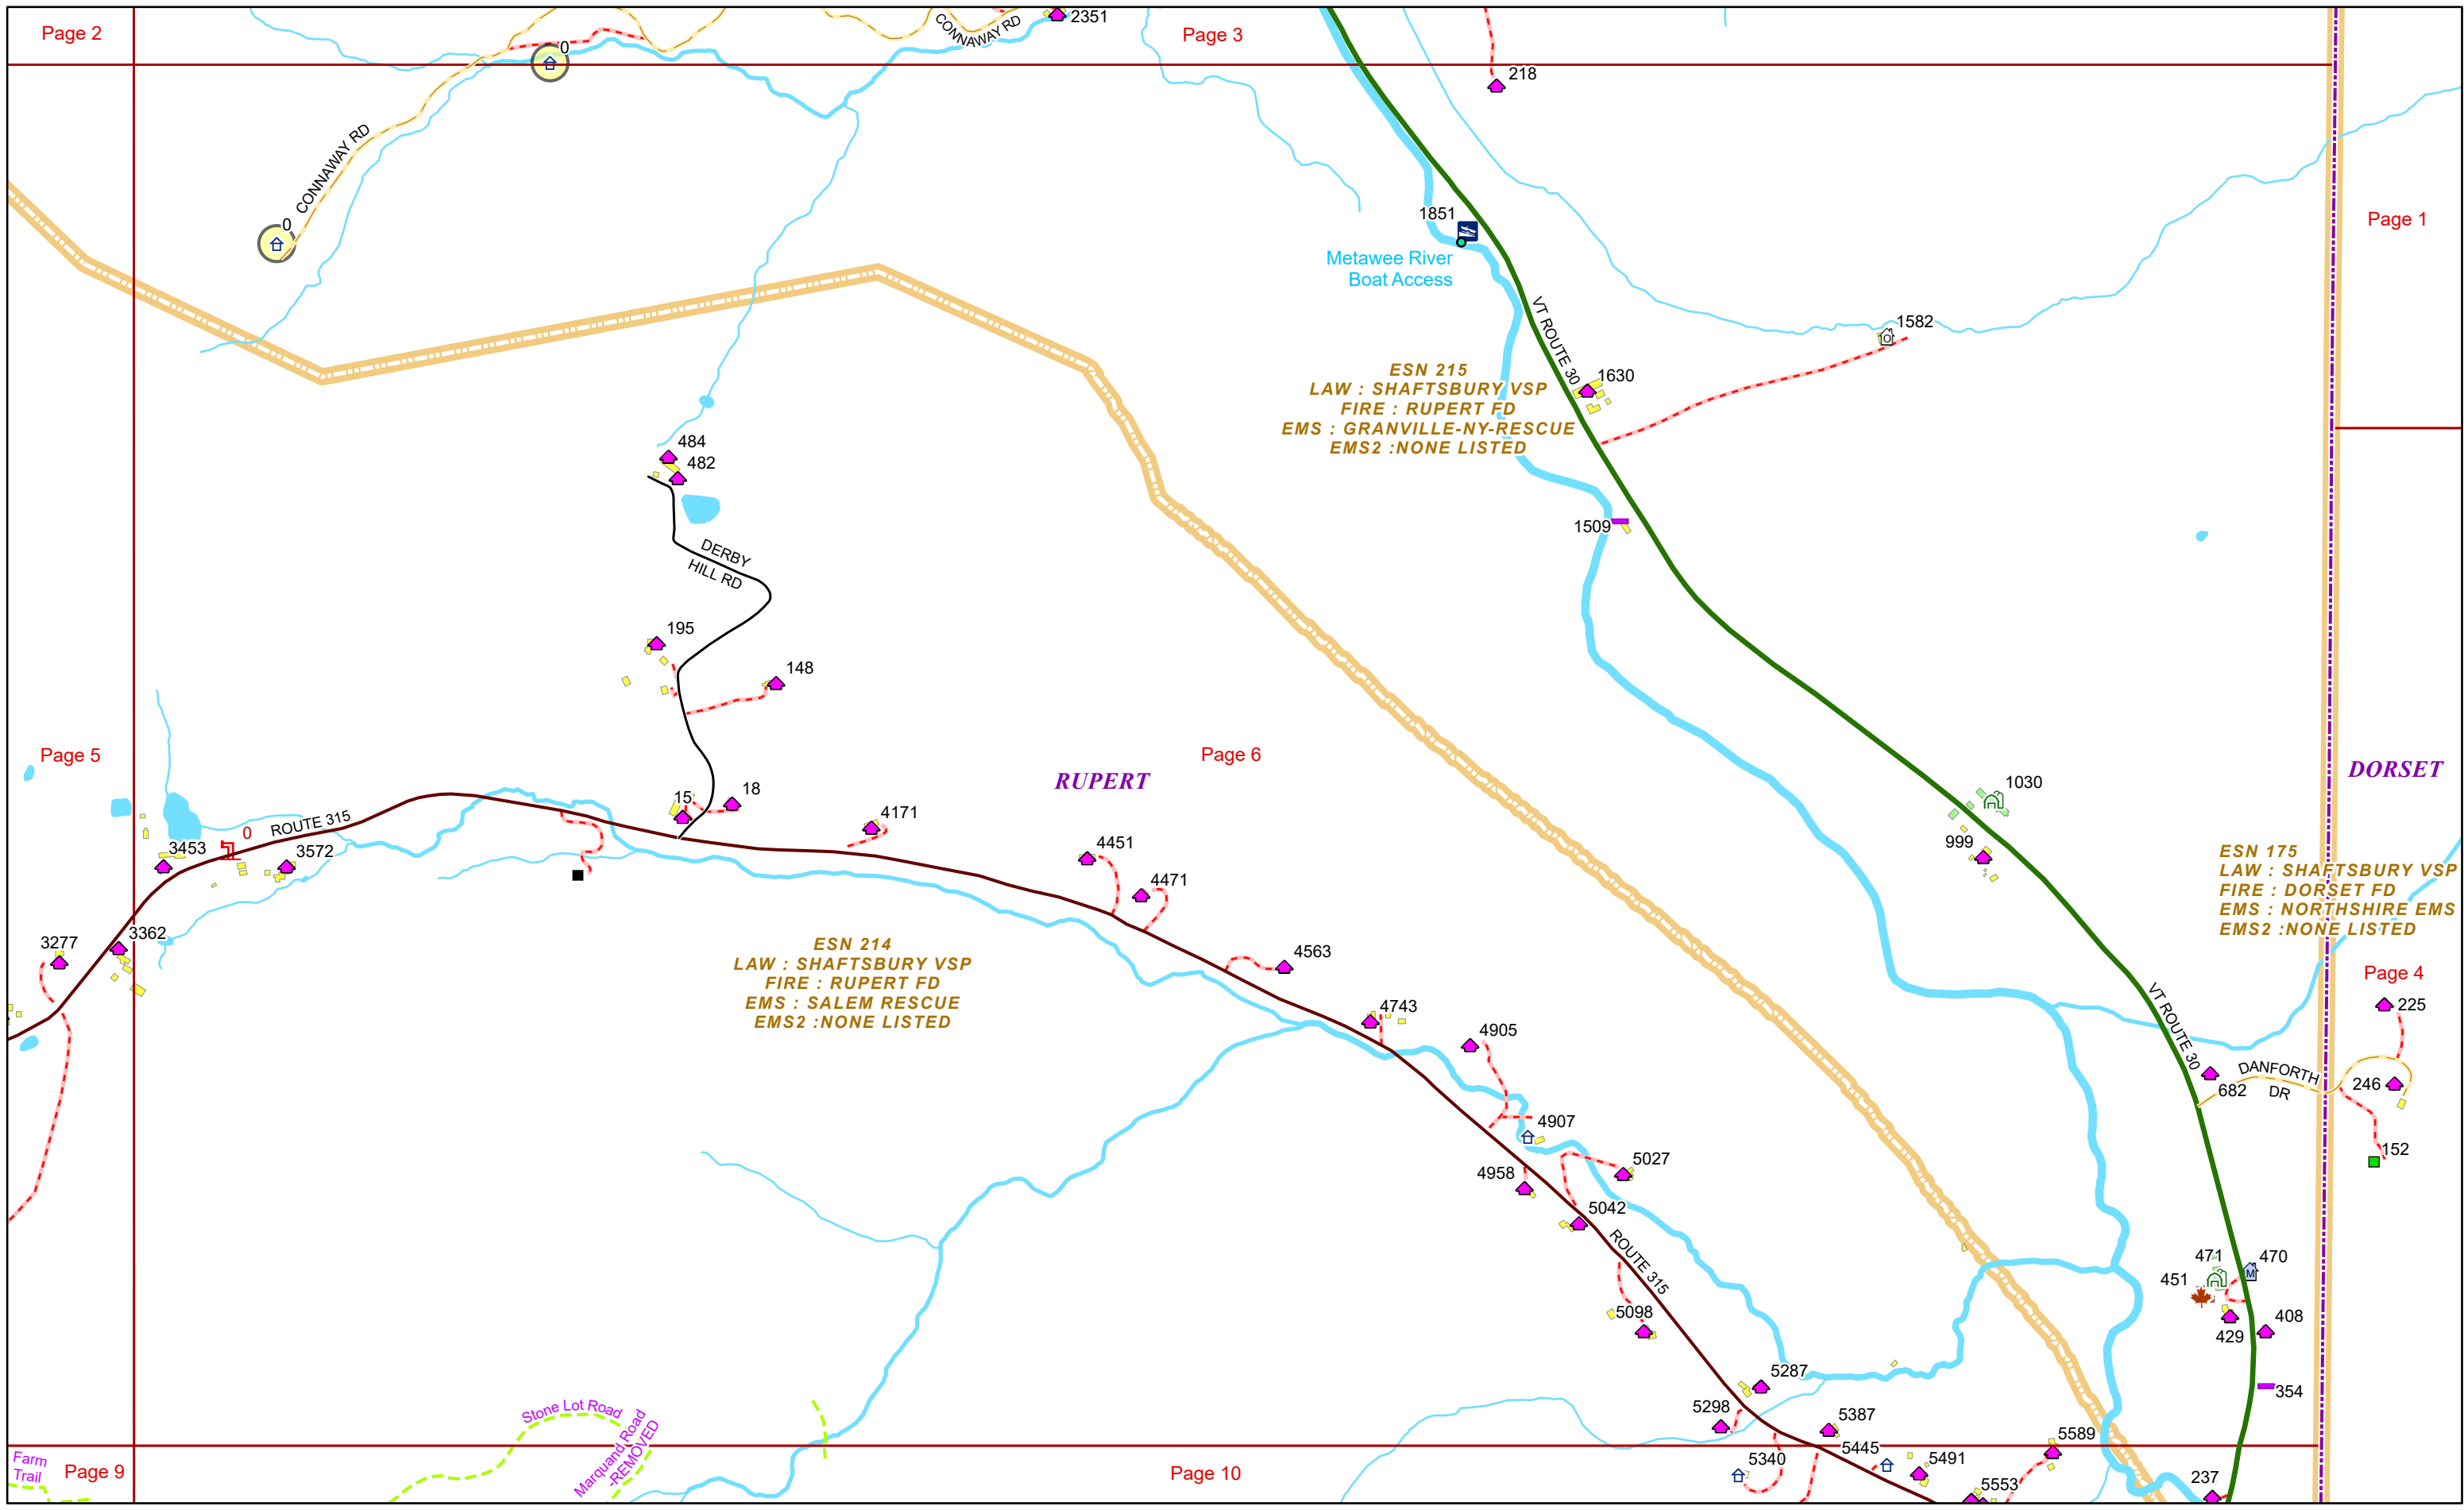 Page 2
0
CONNAWAY RD
2351
Page 3
218
CONNAWAY RD
0
1851
Metawee River
Boat Access
Page 1
VT ROUTE 30
1582
ESN 215
LAW : SHAFTSBURY VSP
FIRE : RUPERT FD
EMS : GRANVILLE-NY-RESCUE
EMS2 :NONE LISTED
1630
484
482
1509
DERBY
HILL RD
195
148
Page 5
Page 6
RUPERT
DORSET
1030
15
18
4171
0
ROUTE 315
3453
3572
4451
999
4471
ESN 175
LAW : SHAFTSBURY VSP
FIRE : DORSET FD
EMS : NORTHSHIRE EMS
EMS2 :NONE LISTED
3277
3362
ESN 214
LAW : SHAFTSBURY VSP
FIRE : RUPERT FD
EMS : SALEM RESCUE
EMS2 :NONE LISTED
4563
Page 4
4743
225
4905
VT ROUTE 30
682
DANFORTH
DR
246
4907
152
4958
5027
5042
ROUTE 315
471
470
451
5098
429
408
5287
354
Stone Lot Road
Marquand Road
-REMOVED
5298
5387
5445
5589
Farm
Trail
Page 9
Page 10
5340
5491
5553
237